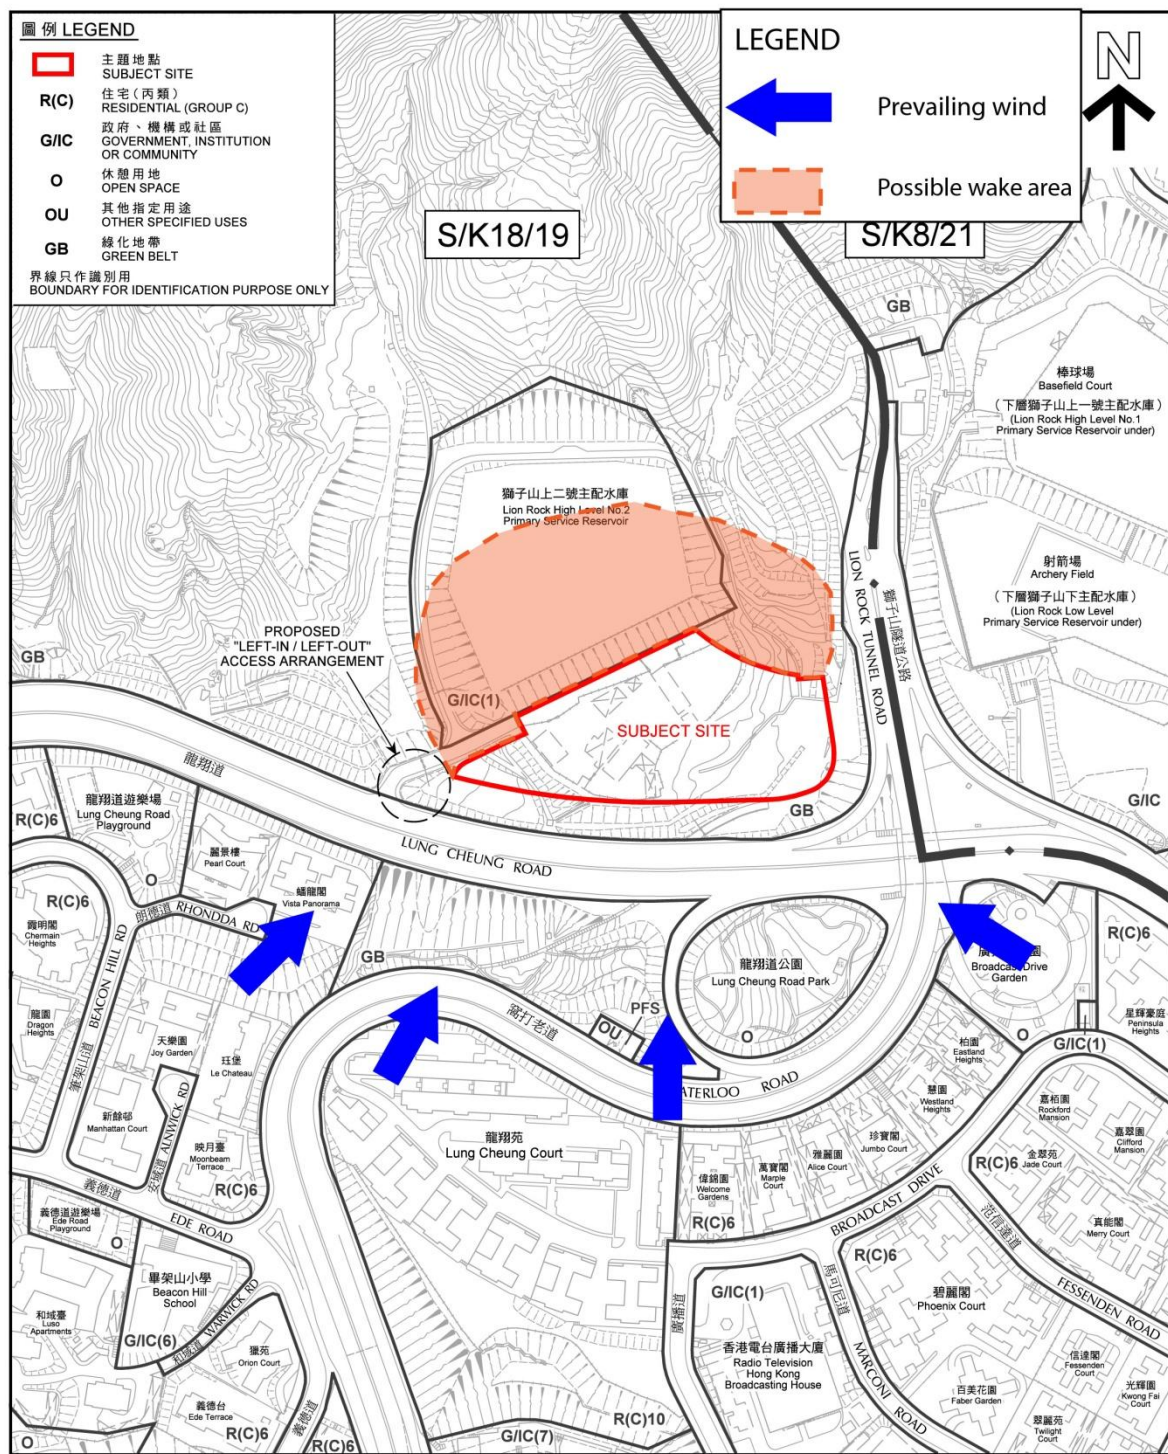 圖例 LEGEND
主題地點
SUBJECT SITE
R(C)
住宅(丙類)
RESIDENTIAL (GROUP C)
G/IC
政府、機構或社區
GOVERNMENT, INSTITUTION
OR COMMUNITY
O
休憩用地
OPEN SPACE
OU
其他指定用途
OTHER SPECIFIED USES
GB
綠化地帶
GREEN BELT
界線只作識別用
BOUNDARY FOR IDENTIFICATION PURPOSE ONLY
LEGEND
Prevailing wind
Possible wake area
N
S/K18/19
S/K8/21
GB
棒球場
Basefield Court
(下層獅子山上一號主配水庫)
(Lion Rock High Level No.1
Primary Service Reservoir under)
獅子山上二號主配水庫
Lion Rock High Level No.2
Primary Service Reservoir
射箭場
Archery Field
(下層獅子山下主配水庫)
(Lion Rock Low Level
Primary Service Reservoir under)
LION ROCK TUNNEL ROAD
獅子山隧道公路
PROPOSED
"LEFT-IN / LEFT-OUT"
ACCESS ARRANGEMENT
GB
G/IC(1)
SUBJECT SITE
GB
G/IC
龍翔道
LUNG CHEUNG ROAD
R(C)6
龍翔道遊樂場
Lung Cheung Road
Playground
麗景樓
Pearl Court
蟠龍閣
Vista Panorama
O
R(C)6
霞明閣
Chermain
Heights
朗德道 RHONDDA RD
BEACON HILL RD
筆架山道
龍園
Dragon
Heights
天樂園
Joy Garden
玨堡
Le Chateau
新餘邨
Manhattan Court
安域道 ALNWICK RD
映月臺
Moonbeam
Terrace
R(C)6
GB
窩打老道
OU
PFS
WATERLOO ROAD
龍翔道公園
Lung Cheung Road Park
O
Broadcast Drive
Garden
R(C)6
星輝豪庭
Peninsula
Heights
O
G/IC(1)
柏園
Eastland
Heights
慧園
Westland
Heights
珍寶閣
Jumbo Court
雅麗園
Alice Court
萬寶閣
Marple
Court
偉錦園
Welcome
Gardens
R(C)6
龍翔苑
Lung Cheung Court
BROADCAST DRIVE
嘉柏園
Rockford
Mansion
嘉翠園
Clifford
Mansion
金翠苑
Jade Court
R(C)6
真能閣
Merry Court
范信達道
FESSENDEN ROAD
義德道
EDE ROAD
義德道遊樂場
Ede Road
Playground
O
畢架山小學
Beacon Hill
School
G/IC(6)
和域道 WARWICK RD
和域臺
Luso
Apartments
獵苑
Orion Court
義德台
Ede Terrace
R(C)6
義德道
R(C)6
O
廣播道
G/IC(1)
香港電台廣播大廈
Radio Television
Hong Kong
Broadcasting House
馬可尼道
MARCONI ROAD
R(C)6
碧麗閣
Phoenix Court
百美花園
Faber Garden
信達閣
Fessenden
Court
光輝園
Kwong Fai
Court
翠麗苑
Twilight
Court
R(C)10
G/IC(7)